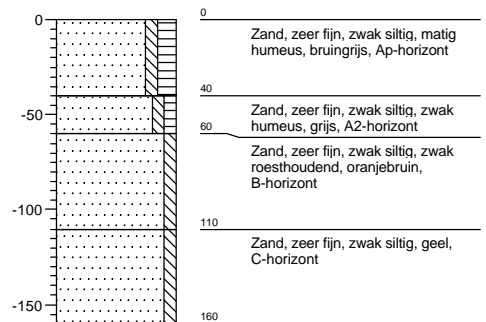 0
0
Zand, zeer fijn, zwak siltig, matig
humeus, bruingrijs, Ap-horizont
40
-50
Zand, zeer fijn, zwak siltig, zwak
humeus, grijs, A2-horizont
60
Zand, zeer fijn, zwak siltig, zwak
roesthoudend, oranjebruin,
B-horizont
-100
110
Zand, zeer fijn, zwak siltig, geel,
C-horizont
-150
160